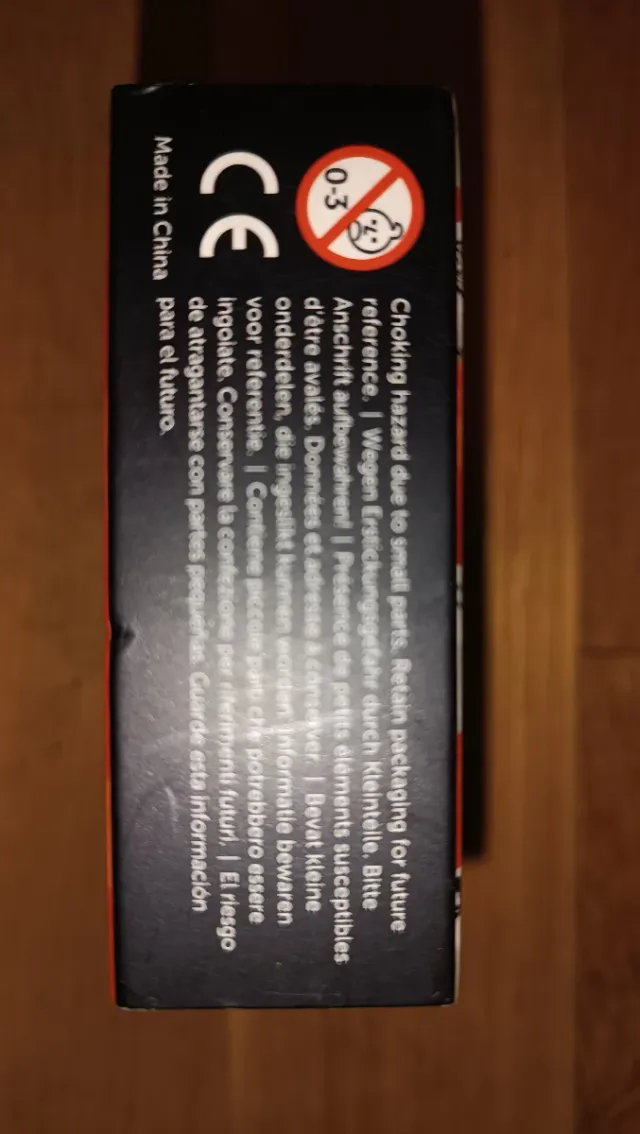 0-3
CE
Made in China
Choking hazard due to small parts. Retain packaging for future
reference. | Wegen Erstickungsgefahr durch Kleinteile. Bitte
Anschrift aufbewahren! | Présence de petits éléments susceptibles
d'être avalés. Données et adresse à conserver. | Bevat kleine
onderdelen, die ingeslikt kunnen worden. Informatie bewaren
voor referentie. | Contiene piccole parti che potrebbero essere
ingoiate. Conservare la confezione per riferimenti futuri. | El riesgo
de atragantarse con partes pequeñas. Guarde esta información
para el futuro.